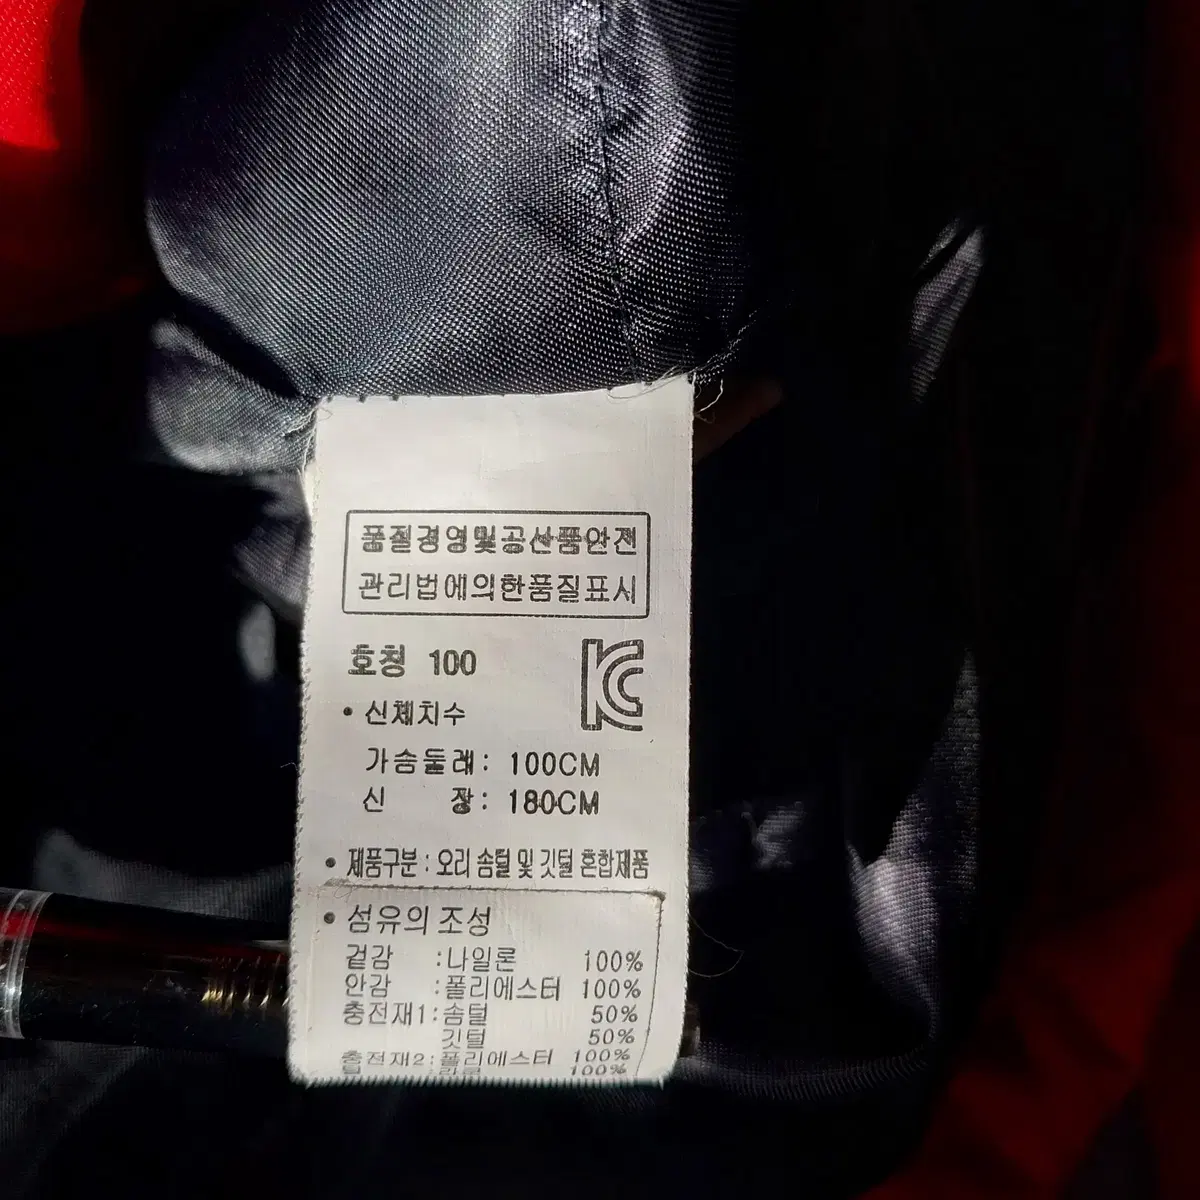 품질경영및공산품안전
관리법에의한품질표시
호칭 100
KC
• 신체치수
가슴둘레: 100CM
신 장: 180CM
• 제품구분 : 오리 솜털 및 깃털 혼합제품
• 섬유의 조성
겉감 :나일론 100%
안감 :폴리에스터 100%
충전재1:솜털 50%
깃털 50%
충전재2:폴리에스터 100%
100%